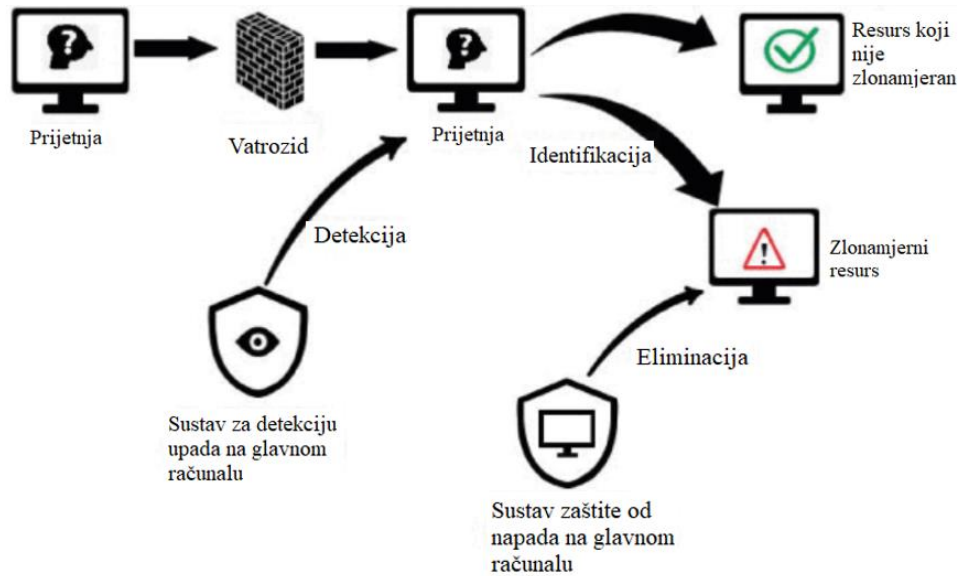 Prijetnja
Vatrozid
Prijetnja
Resurs koji
nije
zlonamjeran
Identifikacija
Detekcija
Zlonamjerni
resurs
Eliminacija
Sustav za detekciju
upada na glavnom
računalu
Sustav zaštite od
napada na glavnom
računalu